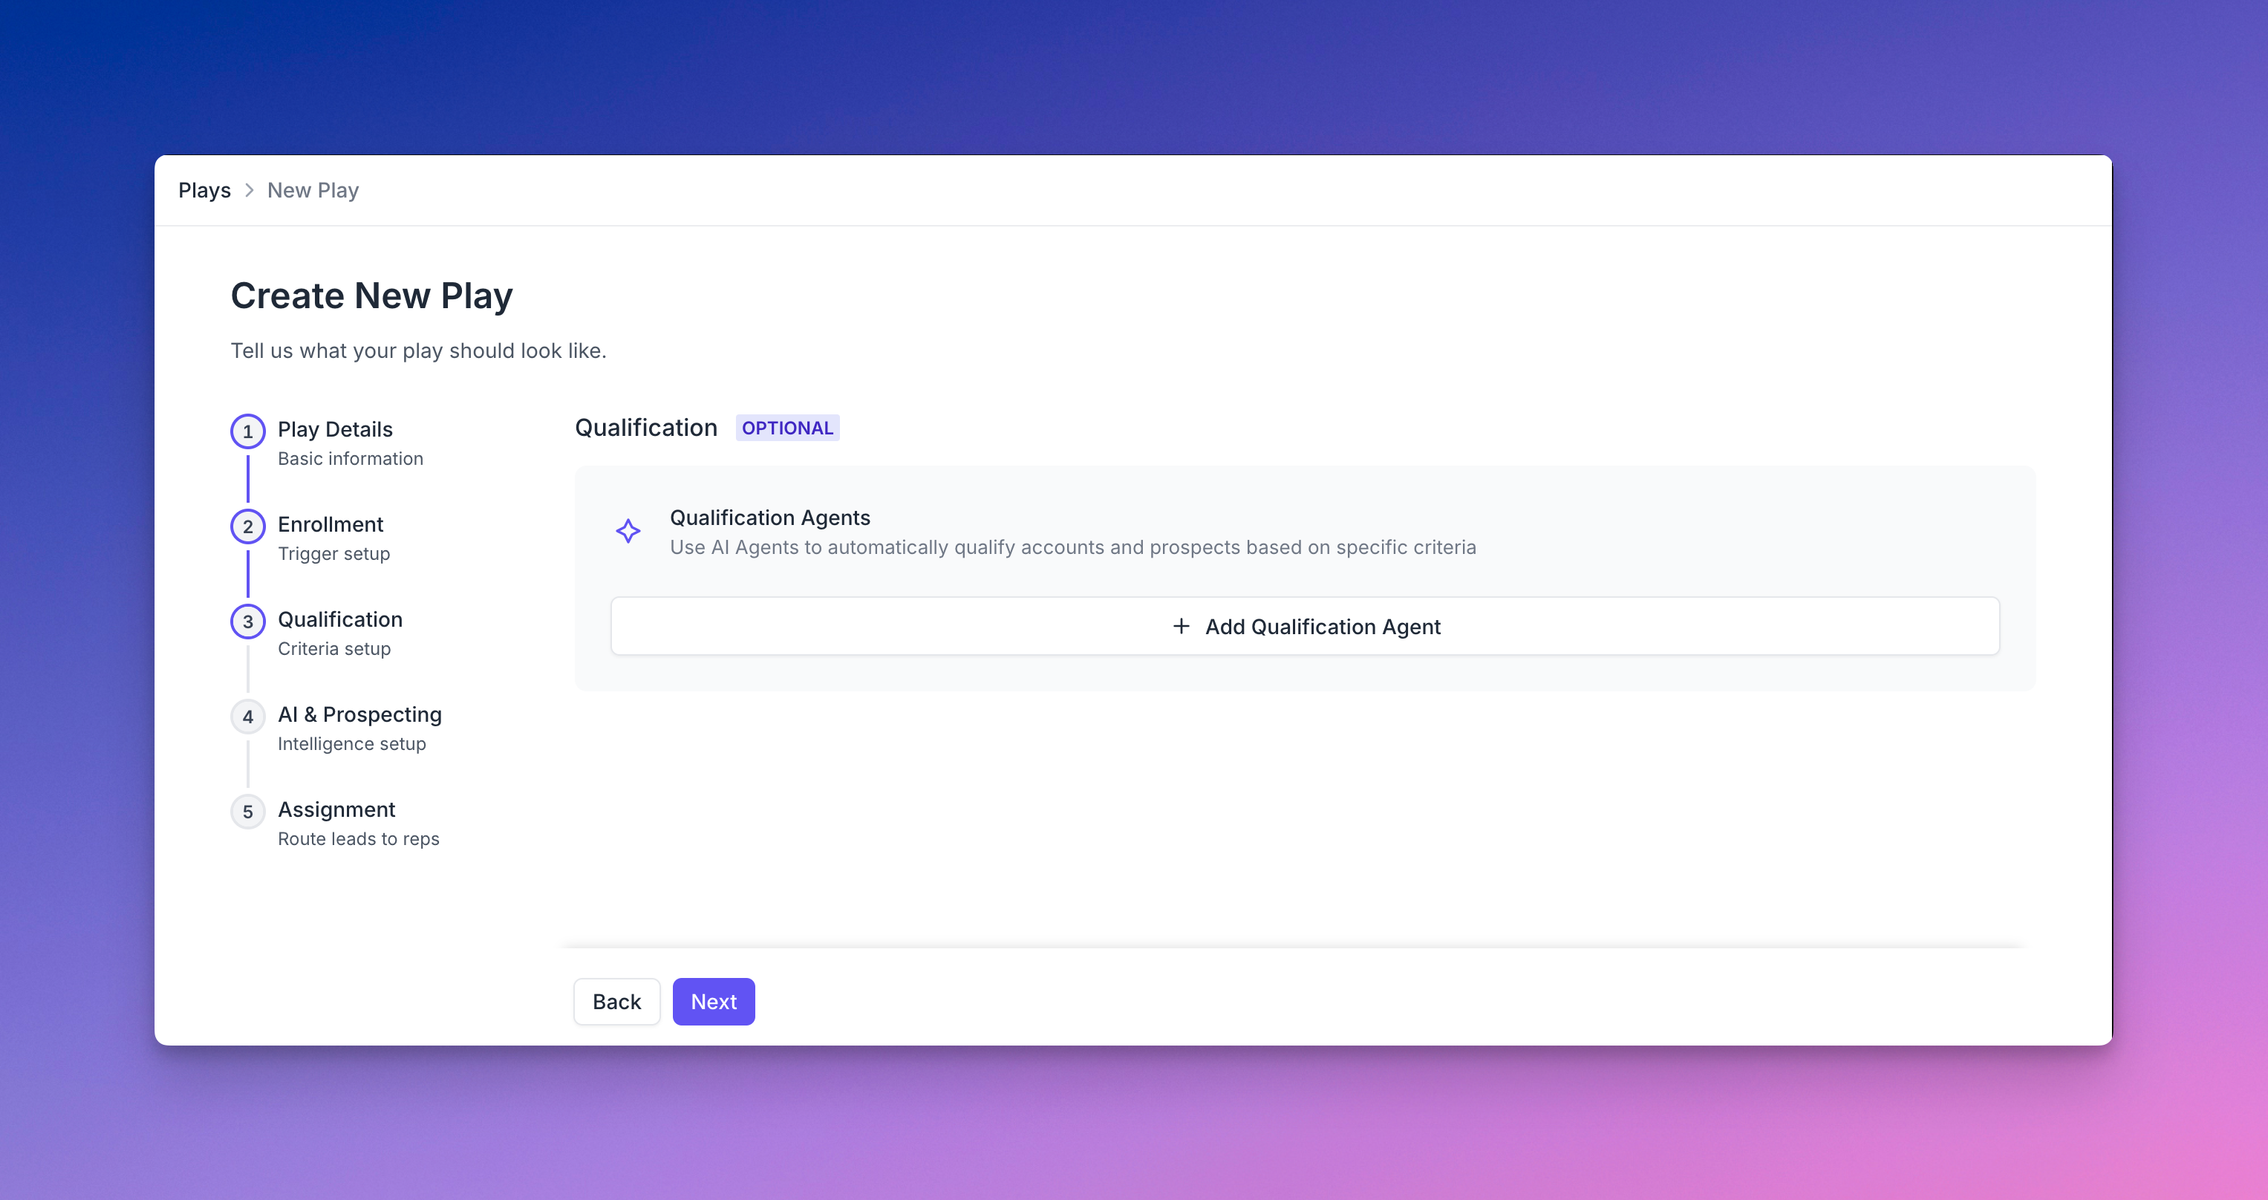 Plays > New Play
Create New Play
Tell us what your play should look like.
1 Play Details
Basic information
2 Enrollment
Trigger setup
3 Qualification
Criteria setup
4 AI & Prospecting
Intelligence setup
5 Assignment
Route leads to reps
Qualification OPTIONAL
Qualification Agents
Use AI Agents to automatically qualify accounts and prospects based on specific criteria
+ Add Qualification Agent
Back Next